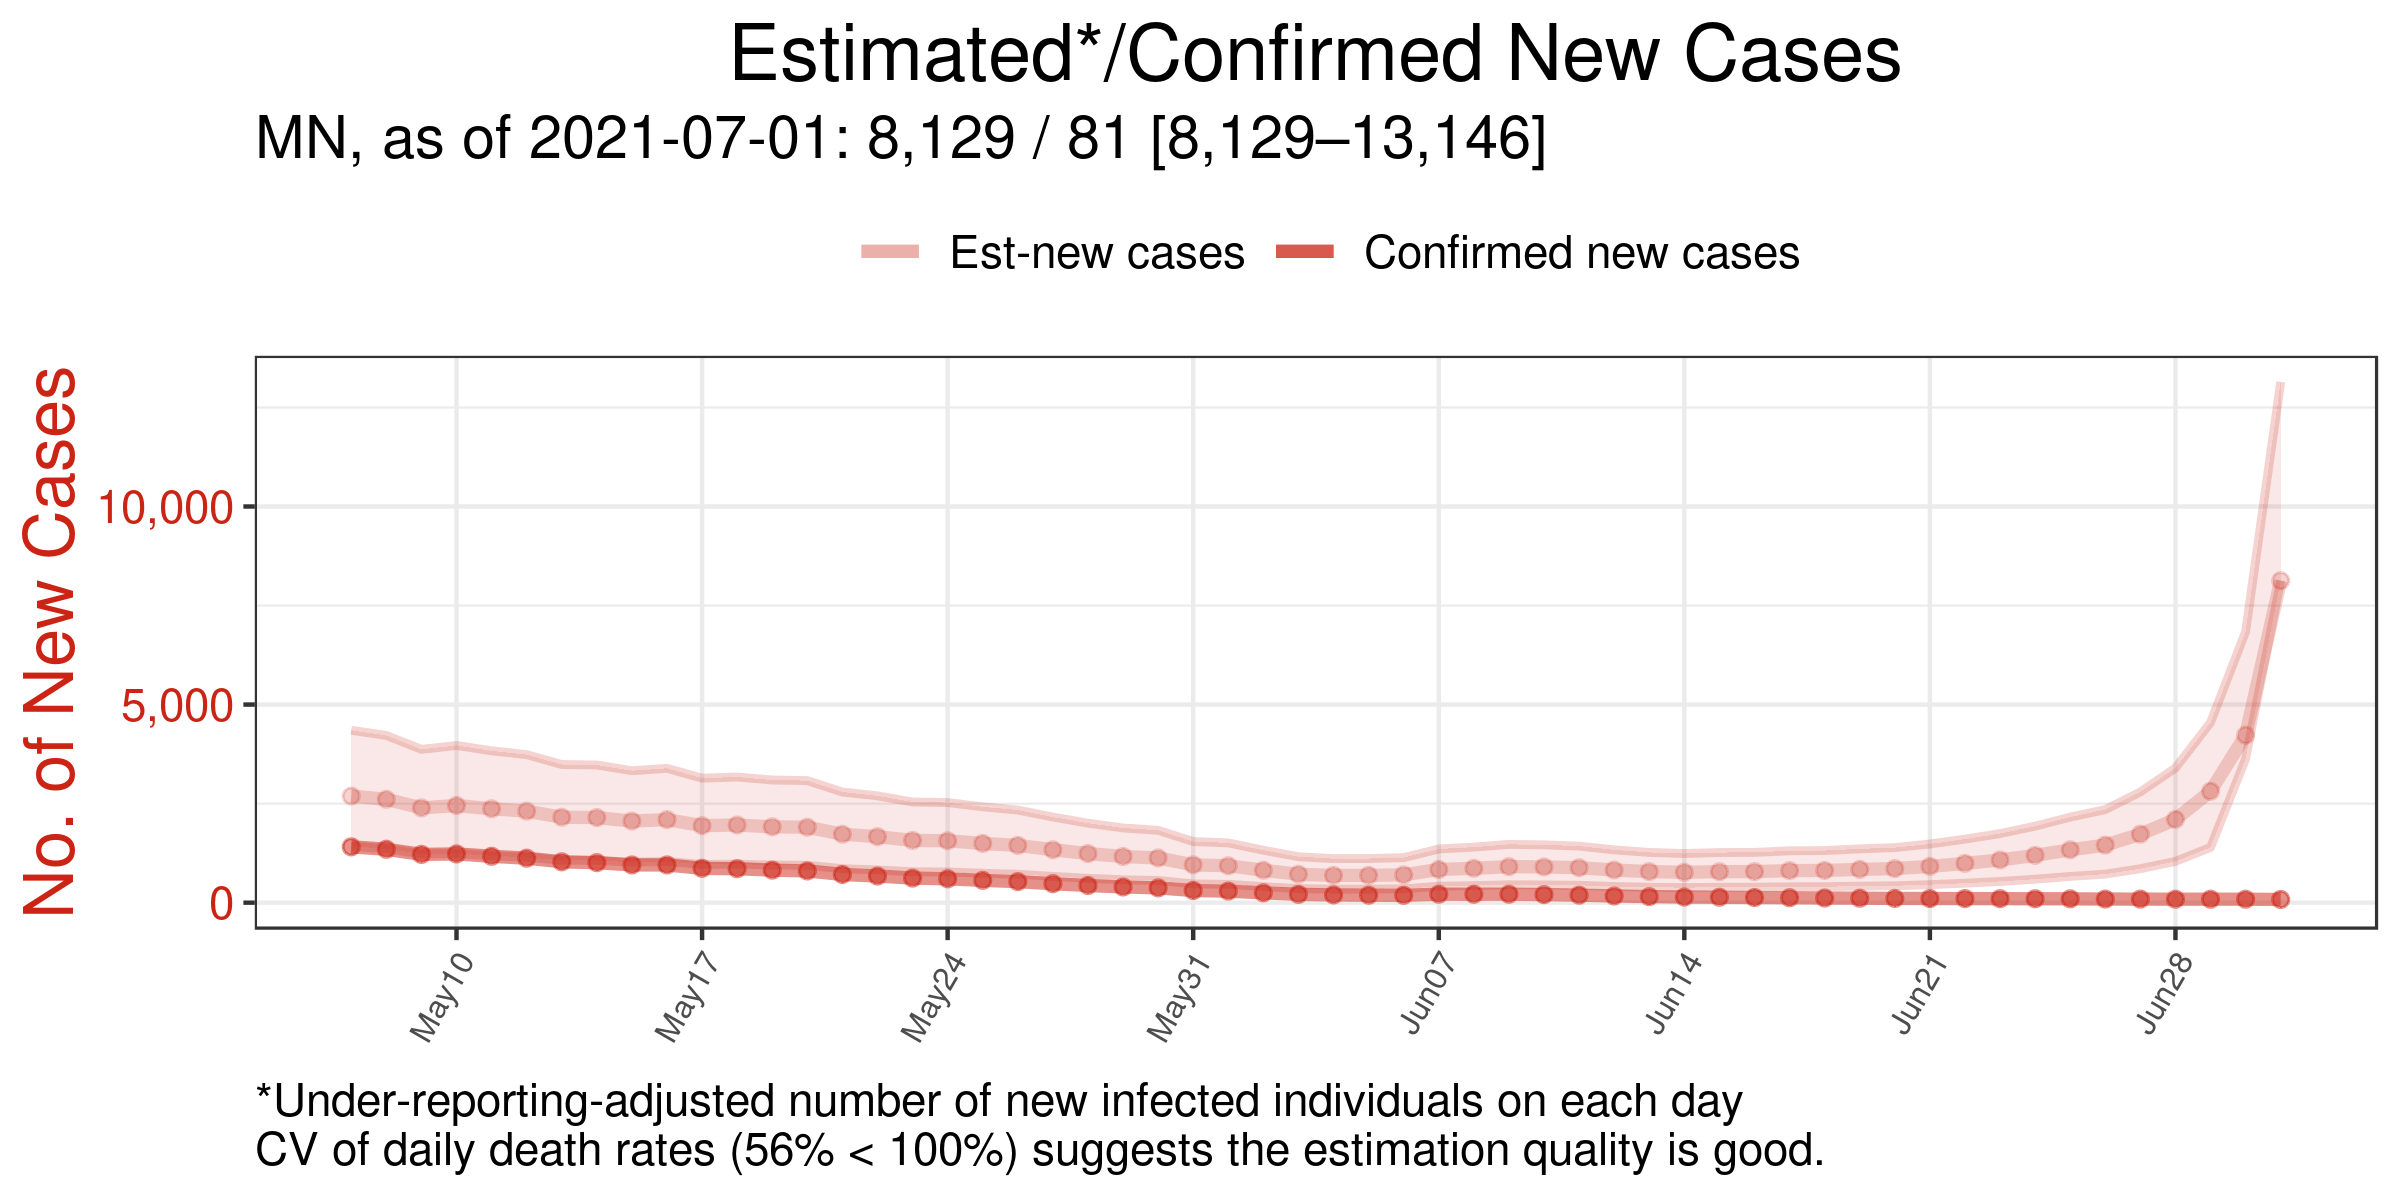 Estimated*/Confirmed New Cases
MN, as of 2021-07-01: 8,129 / 81 [8,129–13,146]
Est-new cases
Confirmed new cases
No. of New Cases
10,000
5,000
0
May10
May17
May24
May31
Jun07
Jun14
Jun21
Jun28
*Under-reporting-adjusted number of new infected individuals on each day
CV of daily death rates (56% < 100%) suggests the estimation quality is good.